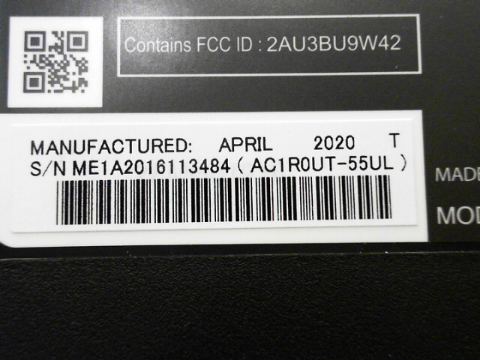 Contains FCC ID : 2AU3BU9W42
MANUFACTURED: APRIL 2020 T
S/N ME1A2016113484 ( AC1R0UT-55UL )